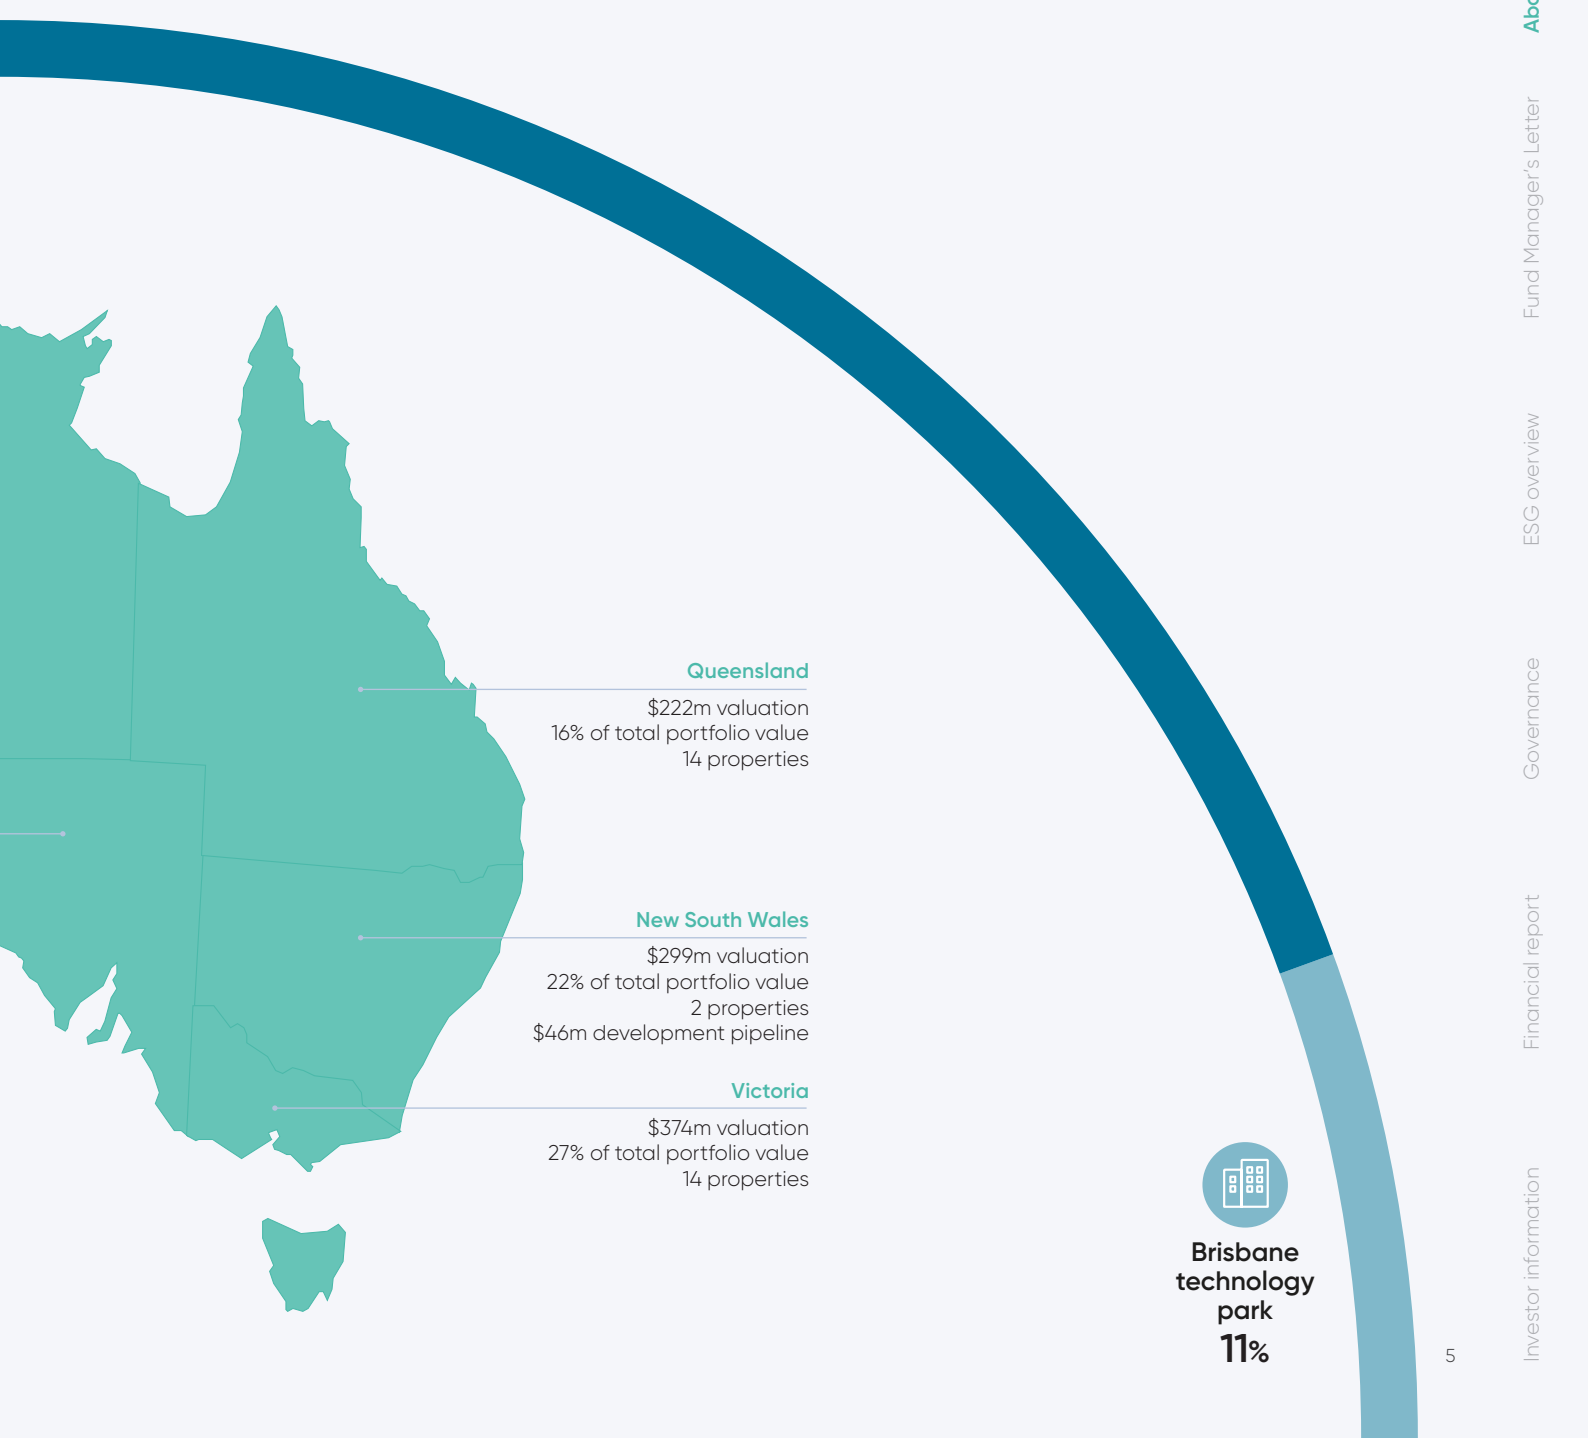 Queensland
$222m valuation
16% of total portfolio value
14 properties
New South Wales
$299m valuation
22% of total portfolio value
2 properties
$46m development pipeline
Victoria
$374m valuation
27% of total portfolio value
14 properties
Brisbane
technology
park
11%
5
Fund Manager's Letter
ESG overview
Governance
Financial report
Investor information